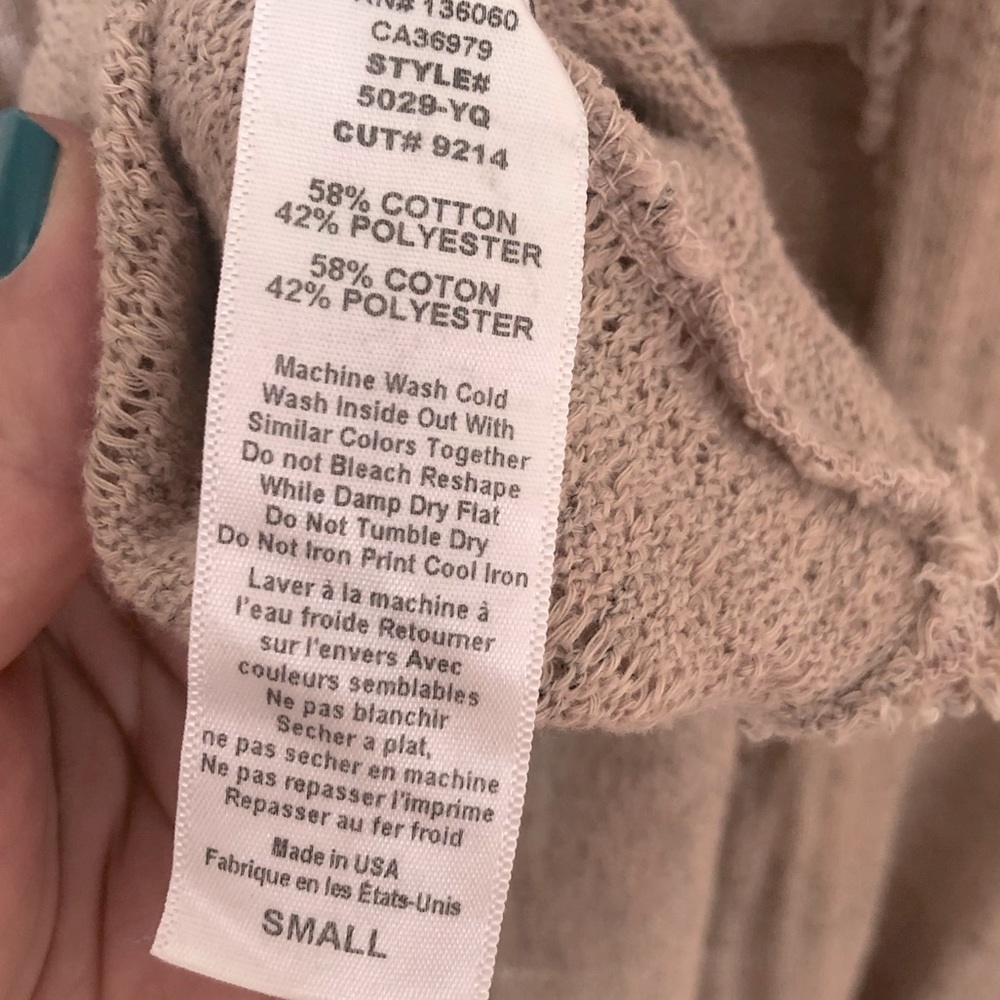 RN# 136060
CA36979
STYLE#
5029-YQ
CUT# 9214
58% COTTON
42% POLYESTER
58% COTON
42% POLYESTER
Machine Wash Cold
Wash Inside Out With
Similar Colors Together
Do not Bleach Reshape
While Damp Dry Flat
Do Not Tumble Dry
Do Not Iron Print Cool Iron
Laver à la machine à
l'eau froide Retourner
sur l'envers Avec
couleurs semblables
Ne pas blanchir
Secher a plat,
ne pas secher en machine
Ne pas repasser l'imprime
Repasser au fer froid
Made in USA
Fabrique en les États-Unis
SMALL